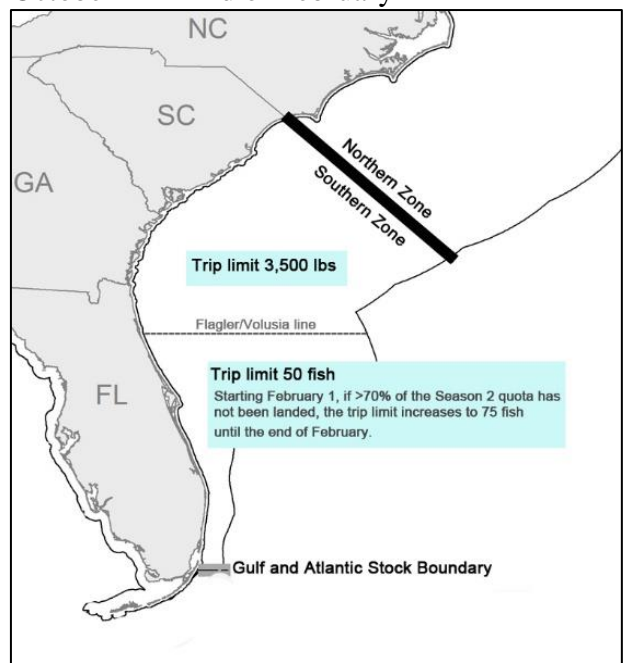 NC
SC
GA
Northern Zone
Southern Zone
Trip limit 3,500 lbs
Flagler/Volusia line
FL
Trip limit 50 fish
Starting February 1, if >70% of the Season 2 quota has
not been landed, the trip limit increases to 75 fish
until the end of February.
Gulf and Atlantic Stock Boundary